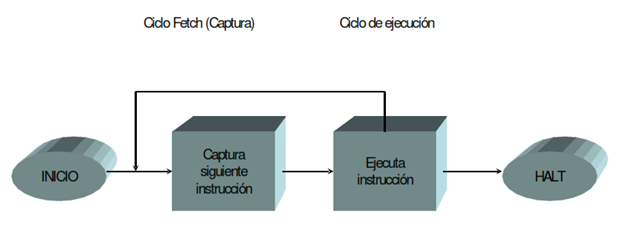 Ciclo Fetch (Captura)
Ciclo de ejecución
INICIO
Captura
siguiente
instrucción
Ejecuta
instrucción
HALT